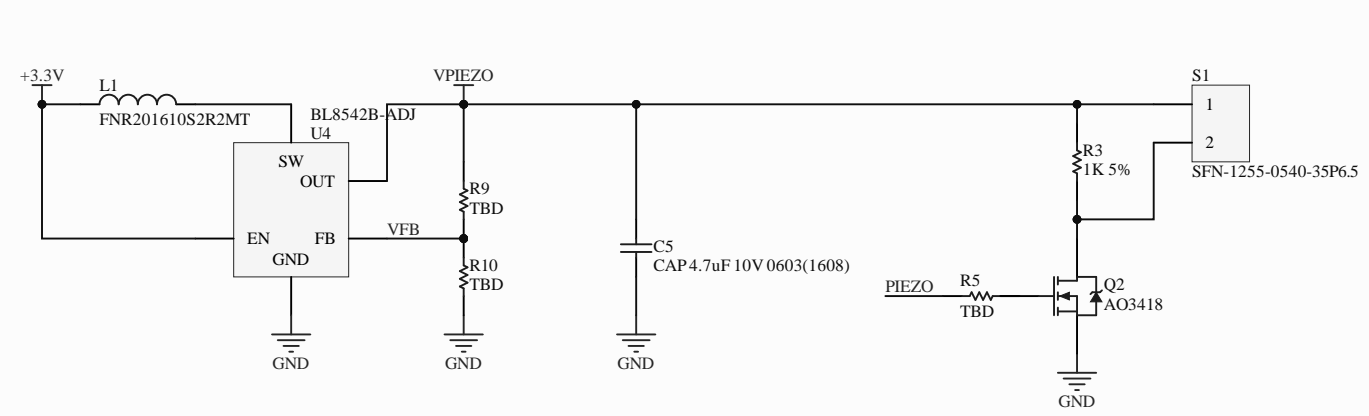 +3.3V
L1
FNR201610S2R2MT
BL8542B-ADJ
U4
SW
OUT
EN
FB
GND
GND
VPIEZO
R9
TBD
VFB
R10
TBD
GND
C5
CAP 4.7uF 10V 0603(1608)
GND
PIEZO
R5
TBD
R3
1K 5%
Q2
AO3418
GND
S1
1
2
SFN-1255-0540-35P6.5